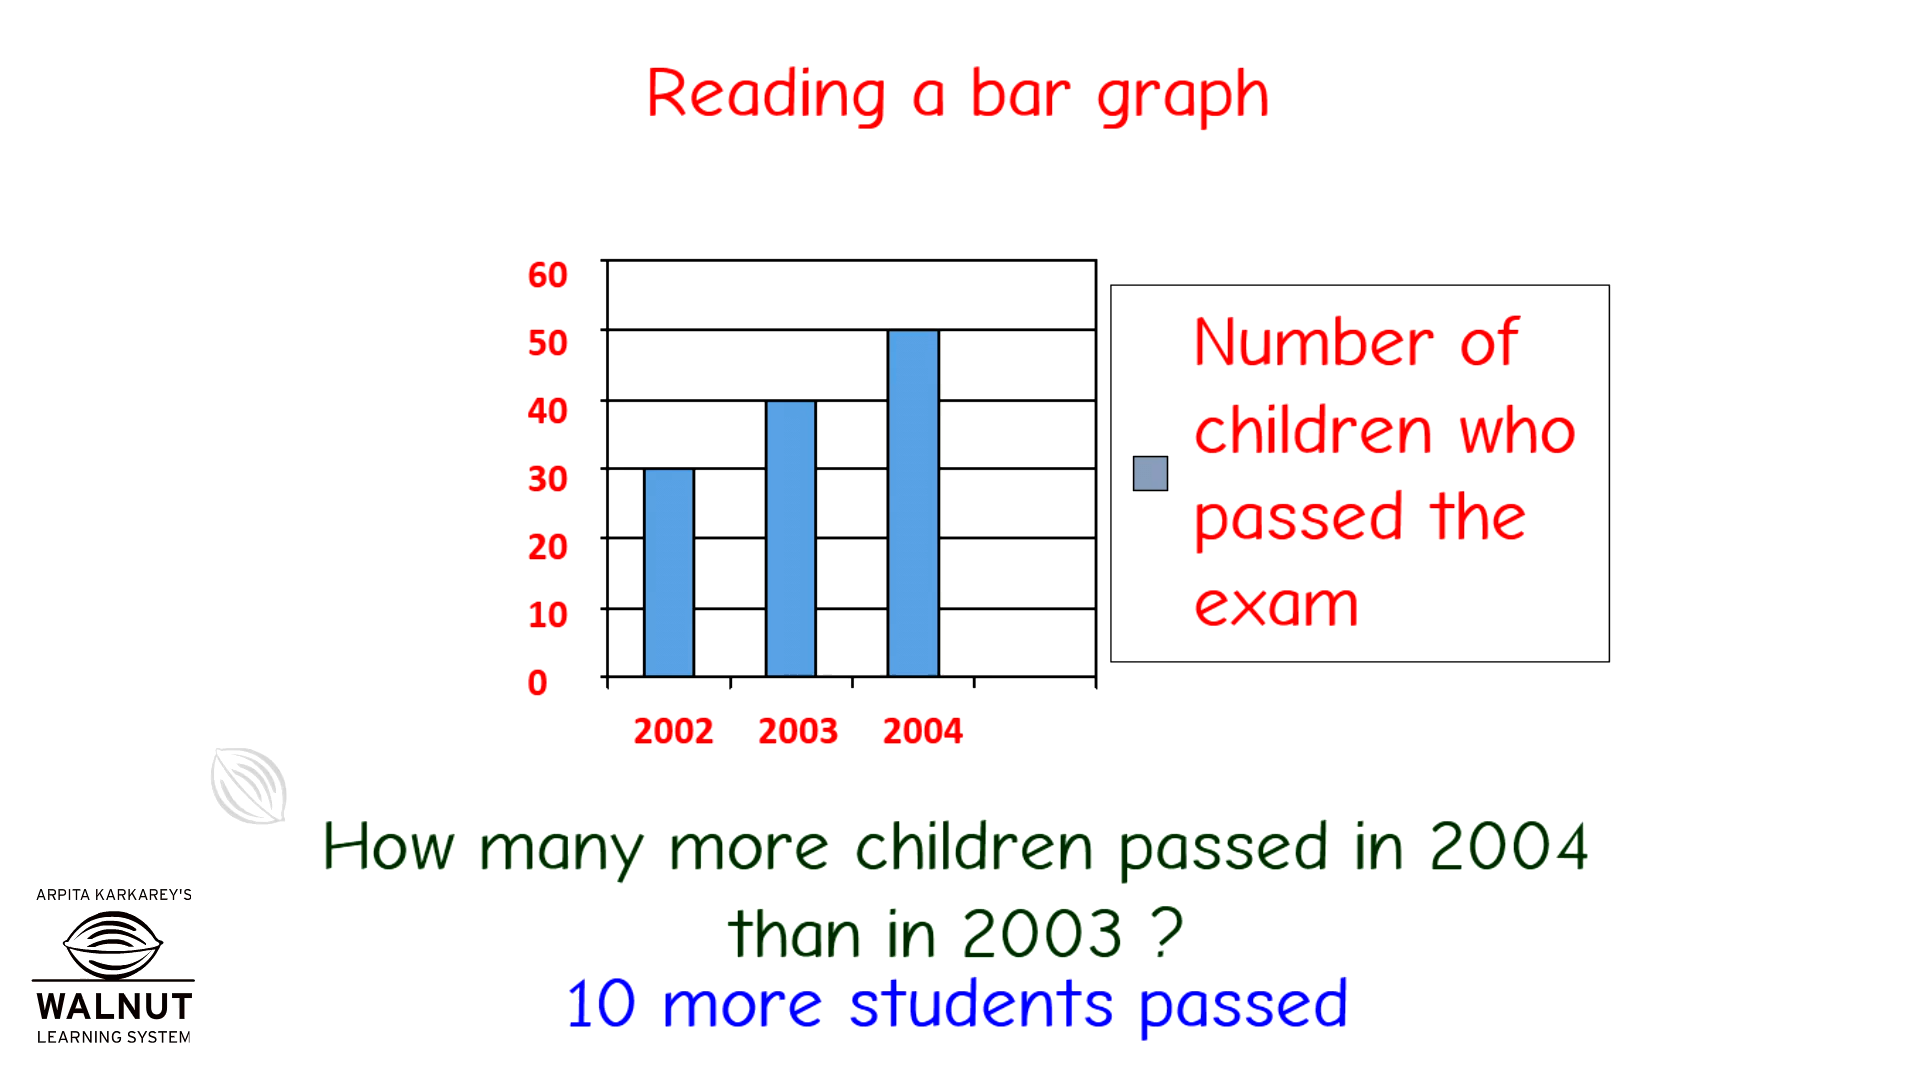 Reading a bar graph
60
50
40
30
20
10
0
2002 2003 2004
Number of
children who
passed the
exam
How many more children passed in 2004
than in 2003 ?
10 more students passed
ARPITA KARKAREY'S
WALNUT
LEARNING SYSTEM